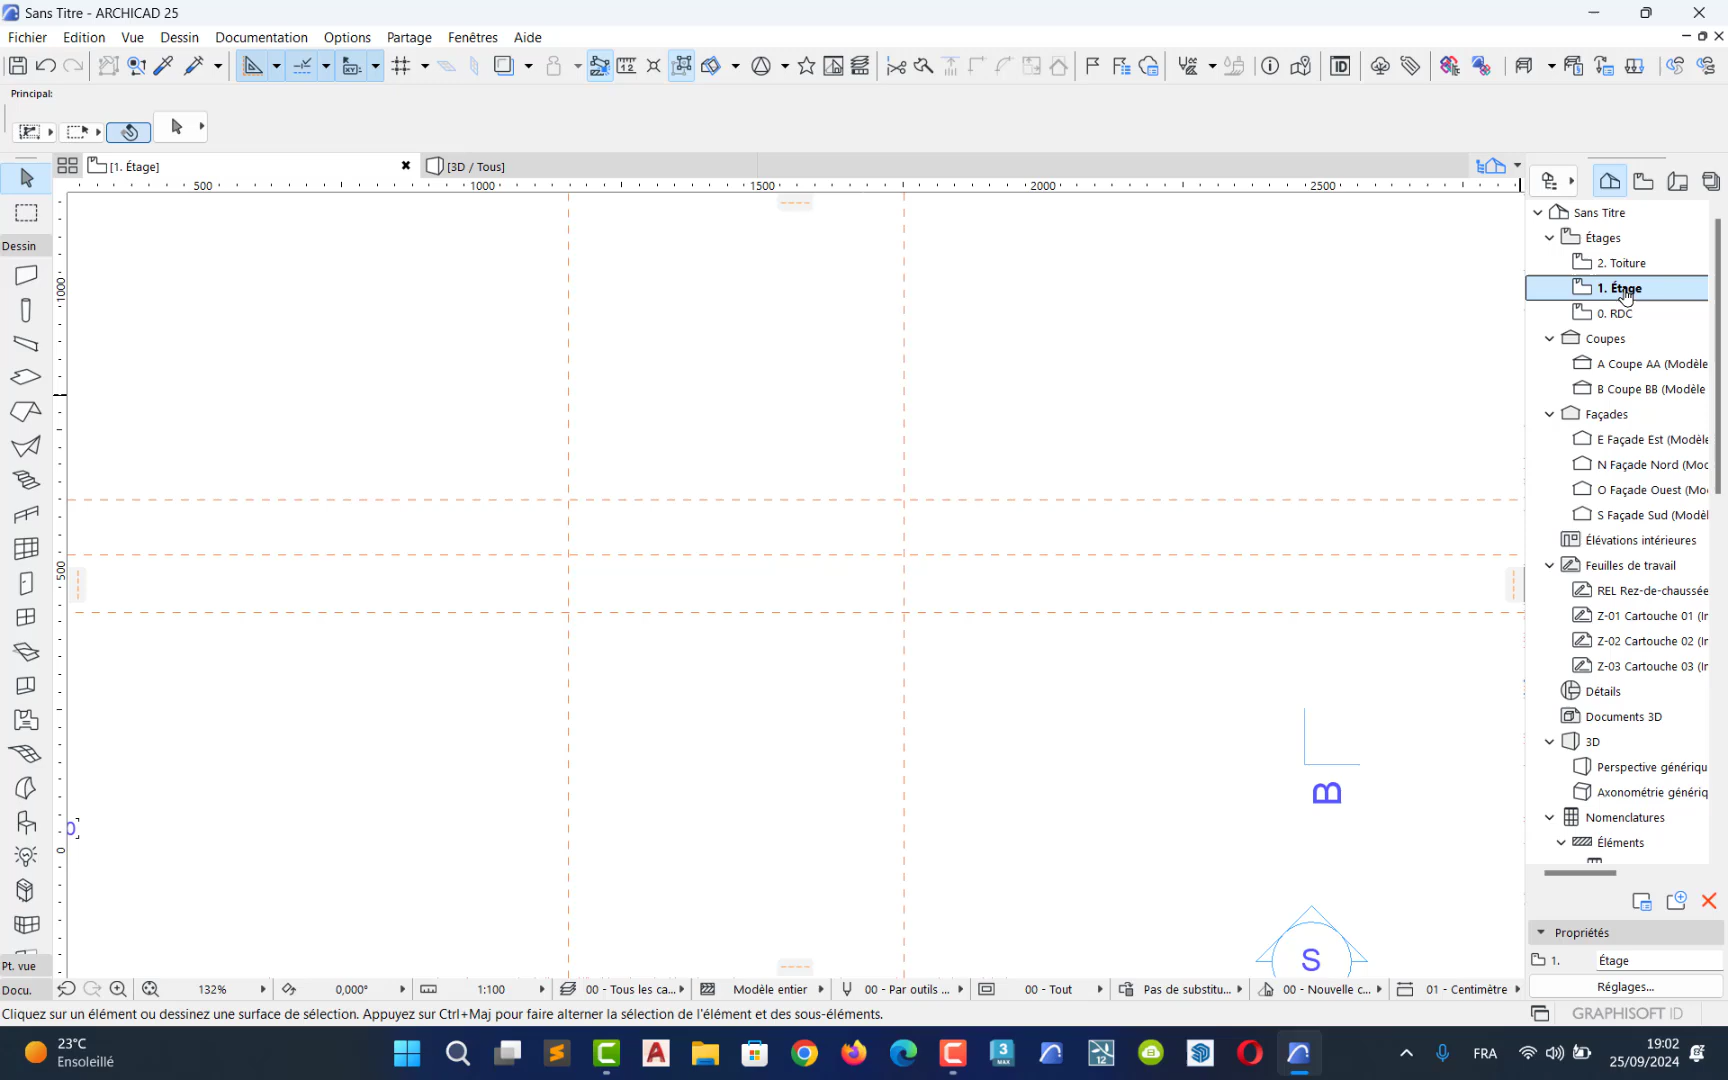 Sans Titre - ARCHICAD 25
Fichier Edition Vue Dessin Documentation Options Partage Fenêtres Aide
Principal:
[1. Étage]
[3D / Tous]
500 1000 1500 2000 2500
Dessin
1000
500
0
B
S
Sans Titre
Étages
2. Toiture
1. Étage
0. RDC
Coupes
A Coupe AA (Modèle
B Coupe BB (Modèle
Façades
E Façade Est (Modèle
N Façade Nord (Mod
O Façade Ouest (Mo
S Façade Sud (Modèl
Élévations intérieures
Feuilles de travail
REL Rez-de-chaussée
Z-01 Cartouche 01 (Ir
Z-02 Cartouche 02 (Ir
Z-03 Cartouche 03 (Ir
Détails
Documents 3D
3D
Perspective génériqu
Axonométrie génériq
Nomenclatures
Éléments
Propriétés
1. Étage
Réglages...
Pt. vue
Docu.
132% 0,000° 1:100 00 - Tous les ca... Modèle entier 00 - Par outils ... 00 - Tout Pas de substitu... 00 - Nouvelle c... 01 - Centimètre
Cliquez sur un élément ou dessinez une surface de sélection. Appuyez sur Ctrl+Maj pour faire alterner la sélection de l'élément et des sous-éléments.
GRAPHISOFT ID
23°C
Ensoleillé
FRA
19:02
25/09/2024